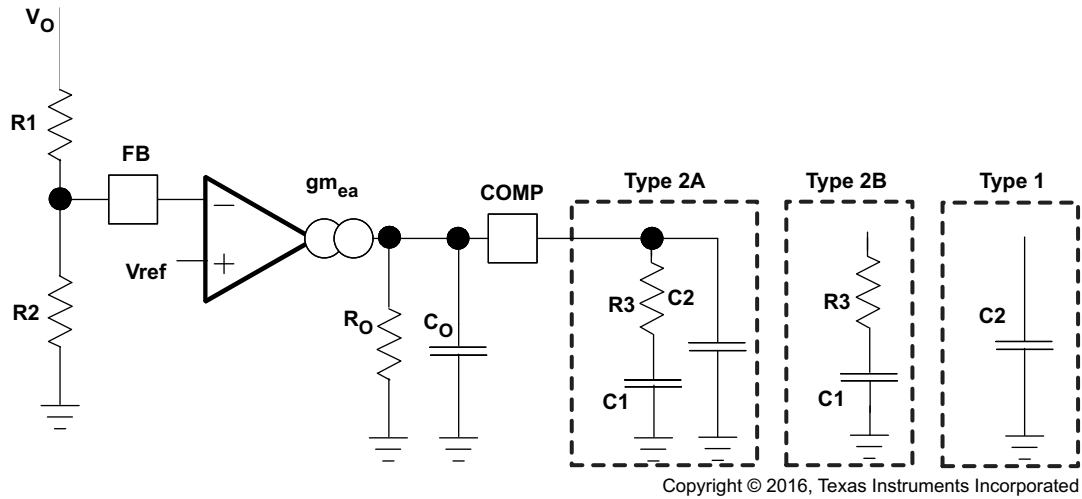 VO
R1
FB
gmea
COMP
Type 2A
Type 2B
Type 1
Vref
R2
RO
CO
R3
C2
C1
R3
C1
C2
Copyright © 2016, Texas Instruments Incorporated